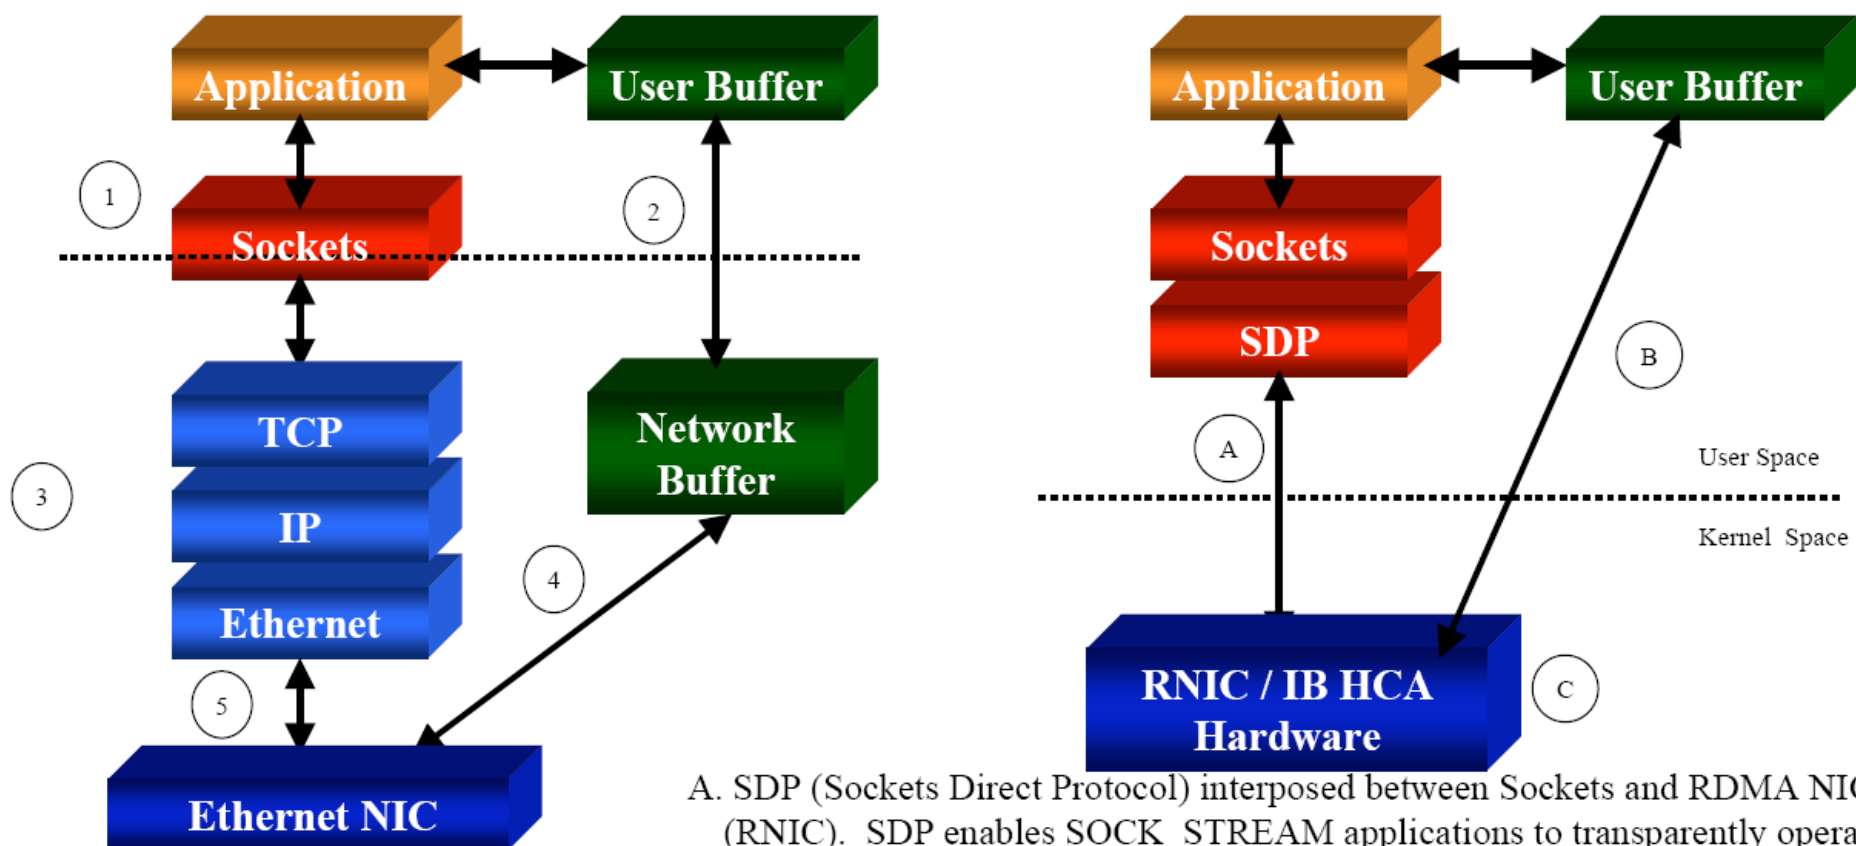 Application
User Buffer
1
Sockets
2
TCP
Network
Buffer
3
IP
4
Ethernet
5
Ethernet NIC
Application
User Buffer
Sockets
SDP
B
A
User Space
Kernel Space
RNIC / IB HCA
Hardware
C
A. SDP (Sockets Direct Protocol) interposed between Sockets and RDMA NIC
(RNIC). SDP enables SOCK_STREAM applications to transparently